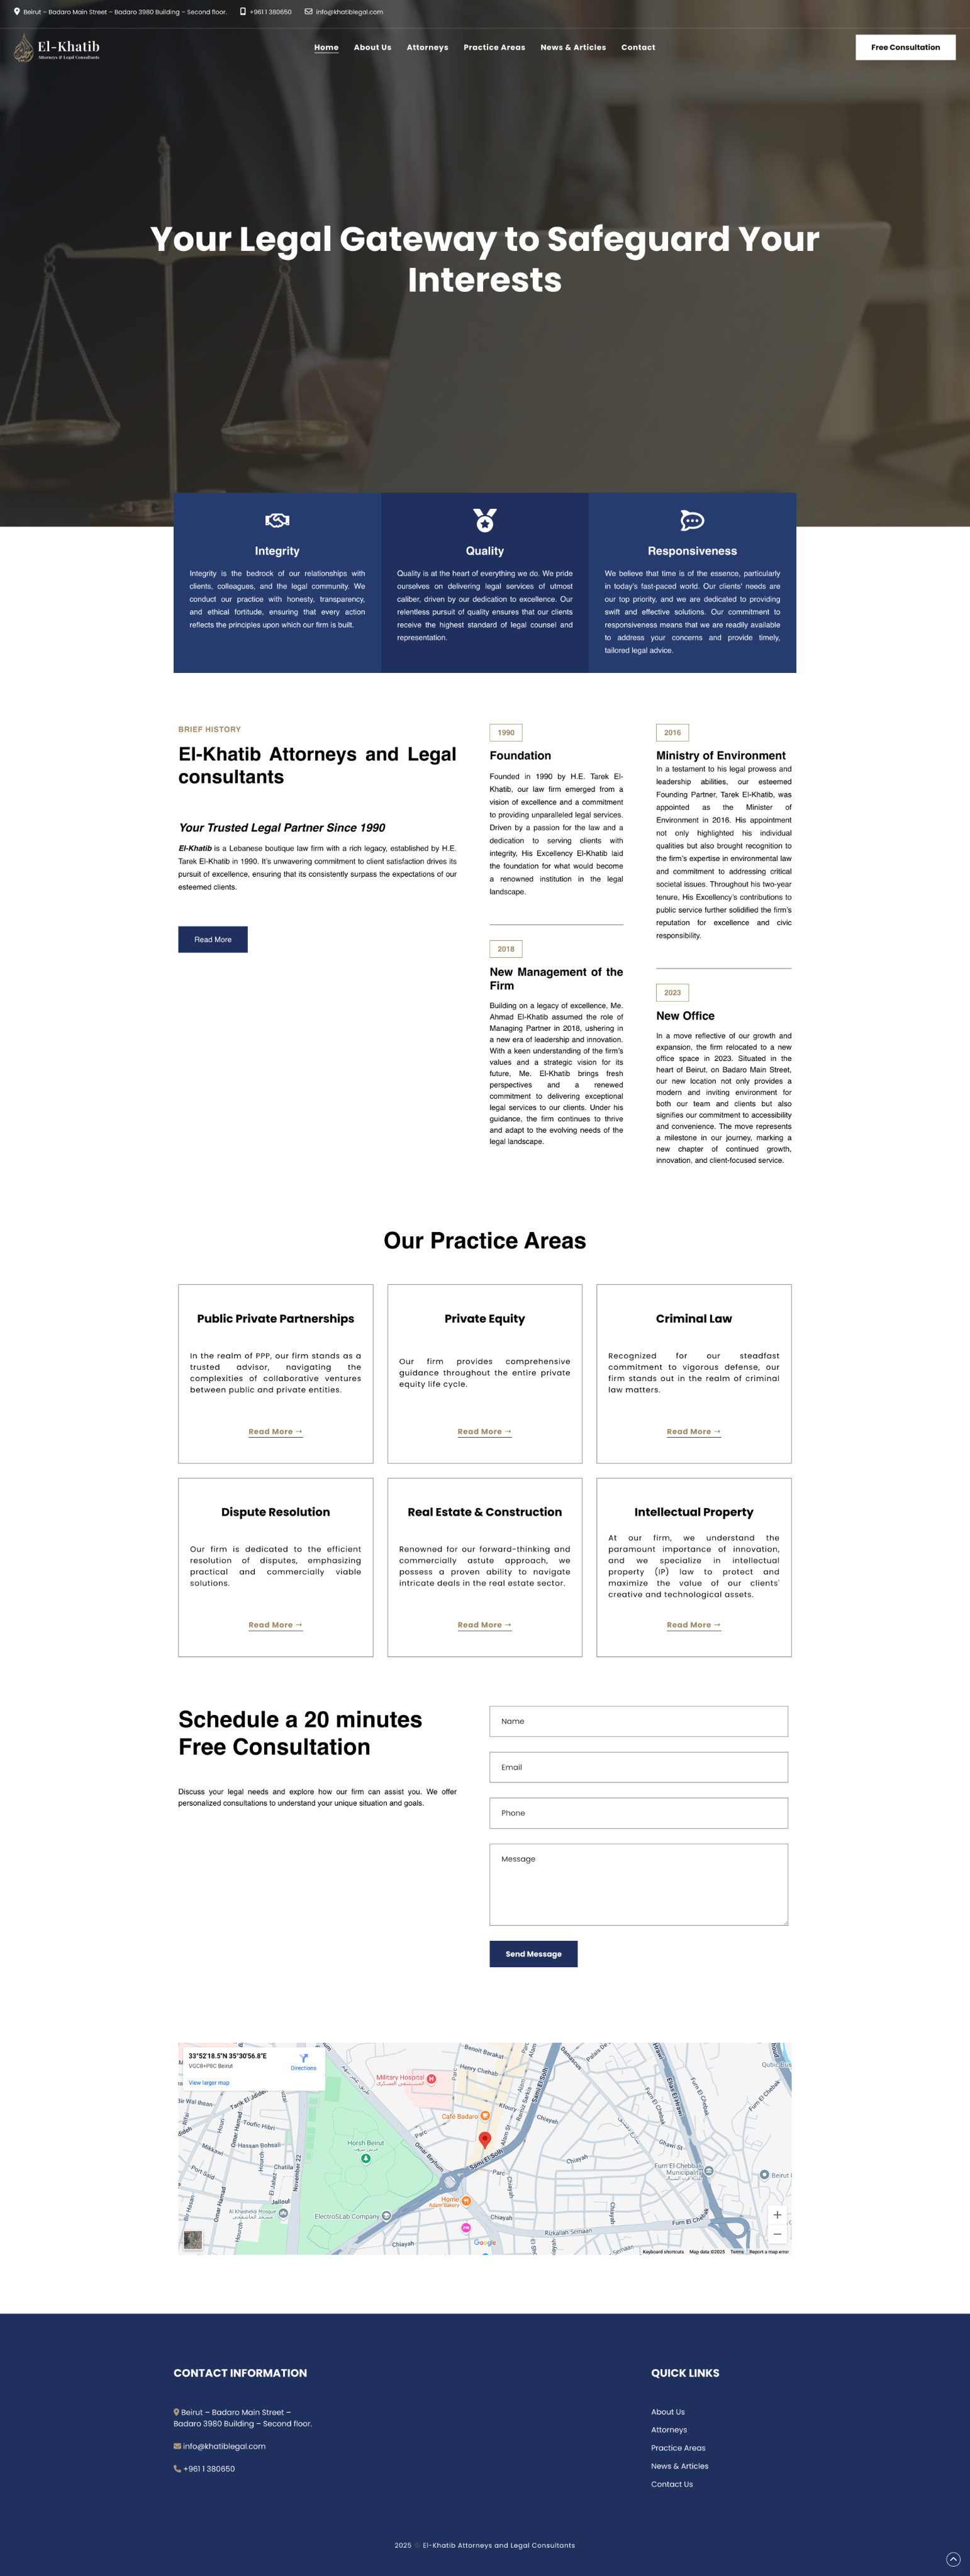 Beirut – Badaro Main Street – Badaro 3980 Building – Second floor. +961 1 380650 info@khatiblegal.com
El-Khatib
Attorneys & Legal Consultants
Home About Us Attorneys Practice Areas News & Articles Contact
Free Consultation
Your Legal Gateway to Safeguard Your
Interests
Integrity
Integrity is the bedrock of our relationships with
clients, colleagues, and the legal community. We
conduct our practice with honesty, transparency,
and ethical fortitude, ensuring that every action
reflects the principles upon which our firm is built.
Quality
Quality is at the heart of everything we do. We pride
ourselves on delivering legal services of utmost
caliber, driven by our dedication to excellence. Our
relentless pursuit of quality ensures that our clients
receive the highest standard of legal counsel and
representation.
Responsiveness
We believe that time is of the essence, particularly
in today's fast-paced world. Our clients' needs are
our top priority, and we are dedicated to providing
swift and effective solutions. Our commitment to
responsiveness means that we are readily available
to address your concerns and provide timely,
tailored legal advice.
BRIEF HISTORY
El-Khatib Attorneys and Legal
consultants
Your Trusted Legal Partner Since 1990
El-Khatib is a Lebanese boutique law firm with a rich legacy, established by H.E.
Tarek El-Khatib in 1990. It's unwavering commitment to client satisfaction drives its
pursuit of excellence, ensuring that its consistently surpass the expectations of our
esteemed clients.
Read More
1990
Foundation
Founded in 1990 by H.E. Tarek El-
Khatib, our law firm emerged from a
vision of excellence and a commitment
to providing unparalleled legal services.
Driven by a passion for the law and a
dedication to serving clients with
integrity, His Excellency El-Khatib laid
the foundation for what would become
a renowned institution in the legal
landscape.
2018
New Management of the
Firm
Building on a legacy of excellence, Me.
Ahmad El-Khatib assumed the role of
Managing Partner in 2018, ushering in
a new era of leadership and innovation.
With a keen understanding of the firm's
values and a strategic vision for its
future, Me. El-Khatib brings fresh
perspectives and a renewed
commitment to delivering exceptional
legal services to our clients. Under his
guidance, the firm continues to thrive
and adapt to the evolving needs of the
legal landscape.
2016
Ministry of Environment
In a testament to his legal prowess and
leadership abilities, our esteemed
Founding Partner, Tarek El-Khatib, was
appointed as the Minister of
Environment in 2016. His appointment
not only highlighted his individual
qualities but also brought recognition to
the firm's expertise in environmental law
and commitment to addressing critical
societal issues. Throughout his two-year
tenure, His Excellency's contributions to
public service further solidified the firm's
reputation for excellence and civic
responsibility.
2023
New Office
In a move reflective of our growth and
expansion, the firm relocated to a new
office space in 2023. Situated in the
heart of Beirut, on Badaro Main Street,
our new location not only provides a
modern and inviting environment for
both our team and clients but also
signifies our commitment to accessibility
and convenience. The move represents
a milestone in our journey, marking a
new chapter of continued growth,
innovation, and client-focused service.
Our Practice Areas
Public Private Partnerships
In the realm of PPP, our firm stands as a
trusted advisor, navigating the
complexities of collaborative ventures
between public and private entities.
Read More →
Private Equity
Our firm provides comprehensive
guidance throughout the entire private
equity life cycle.
Read More →
Criminal Law
Recognized for our steadfast
commitment to vigorous defense, our
firm stands out in the realm of criminal
law matters.
Read More →
Dispute Resolution
Our firm is dedicated to the efficient
resolution of disputes, emphasizing
practical and commercially viable
solutions.
Read More →
Real Estate & Construction
Renowned for our forward-thinking and
commercially astute approach, we
possess a proven ability to navigate
intricate deals in the real estate sector.
Read More →
Intellectual Property
At our firm, we understand the
paramount importance of innovation,
and we specialize in intellectual
property (IP) law to protect and
maximize the value of our clients'
creative and technological assets.
Read More →
Schedule a 20 minutes
Free Consultation
Discuss your legal needs and explore how our firm can assist you. We offer
personalized consultations to understand your unique situation and goals.
Name
Email
Phone
Message
Send Message
33°52'18.5"N 35°30'56.8"E
Beirut
Directions
View larger map
Military Hospital
Benoit Barakat
Henry Chehab
Café Badaro
Horsh Beirut
Omar Beyhum
Sami El Solh
Sami El Solh
Parc
Kfoury
Chiyah
Toufic Hibri
Hassan Bohsali
Mikkawi
Port Said
Omar Hamad
Chatila
Jalloul
November 22
ElectroSLab Company
Home
Chiyah
Google
Rizkallah Semaan
Elias El Hrawi
Furn El Chebbak
Municipality
Ghawi St
Furn El Chebak
Keyboard shortcuts Map data ©2025 Terms Report a map error
CONTACT INFORMATION
Beirut – Badaro Main Street –
Badaro 3980 Building – Second floor.
info@khatiblegal.com
+961 1 380650
QUICK LINKS
About Us
Attorneys
Practice Areas
News & Articles
Contact Us
2025 © El-Khatib Attorneys and Legal Consultants